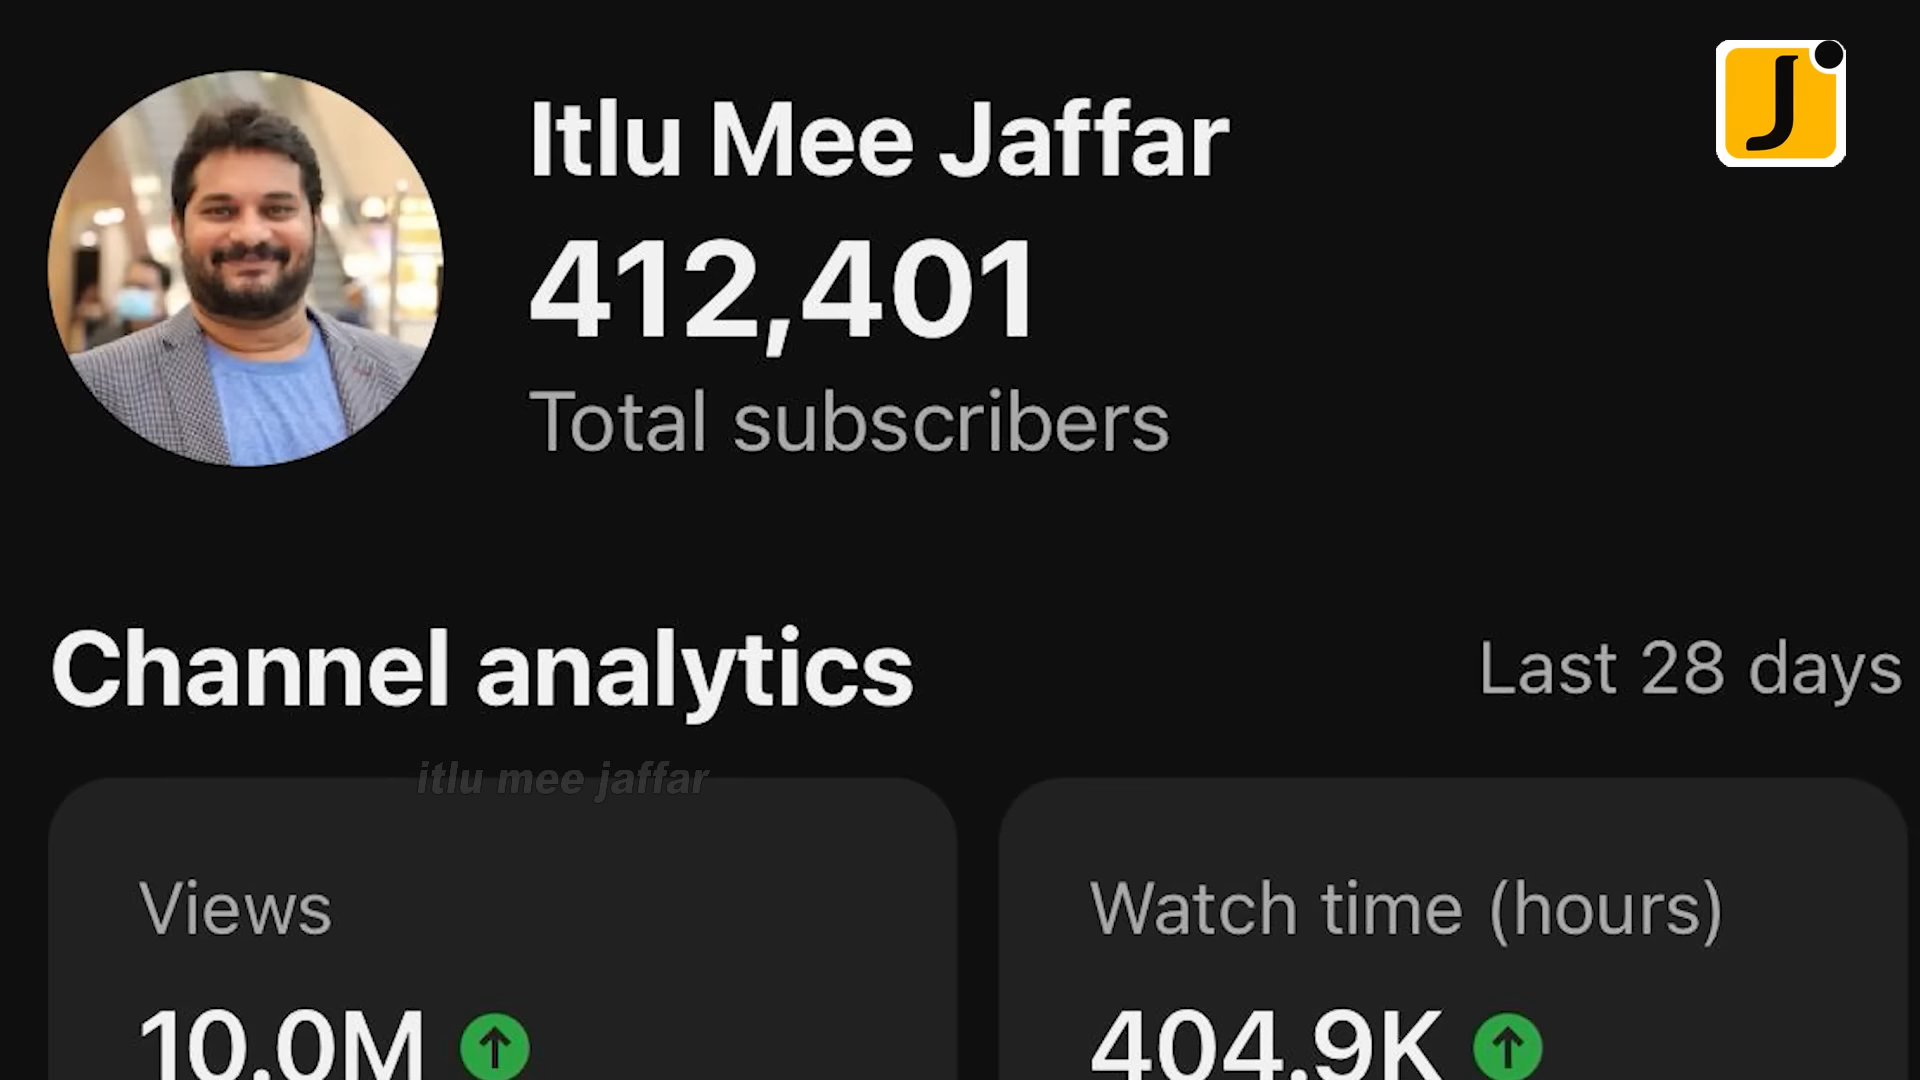 Itlu Mee Jaffar
J
412,401
Total subscribers
Channel analytics
Last 28 days
itlu mee jaffar
Views
Watch time (hours)
10.0M
404.9K